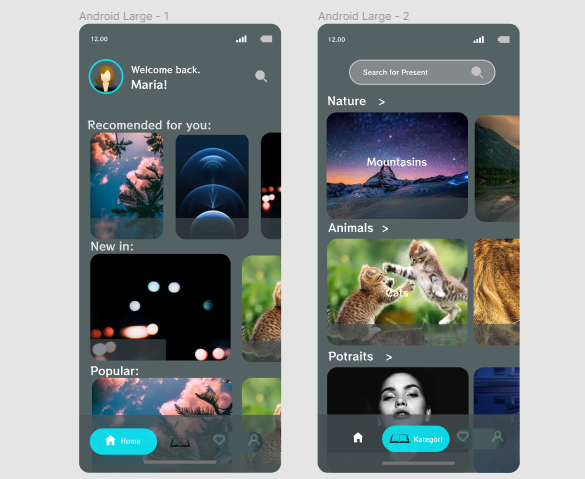 Android Large - 1
12.00
Welcome back.
Maria!
Recomended for you:
New in:
Popular:
Home
Android Large - 2
12.00
Search for Present
Nature >
Mountasins
Animals >
Cats
Potraits >
Kategori